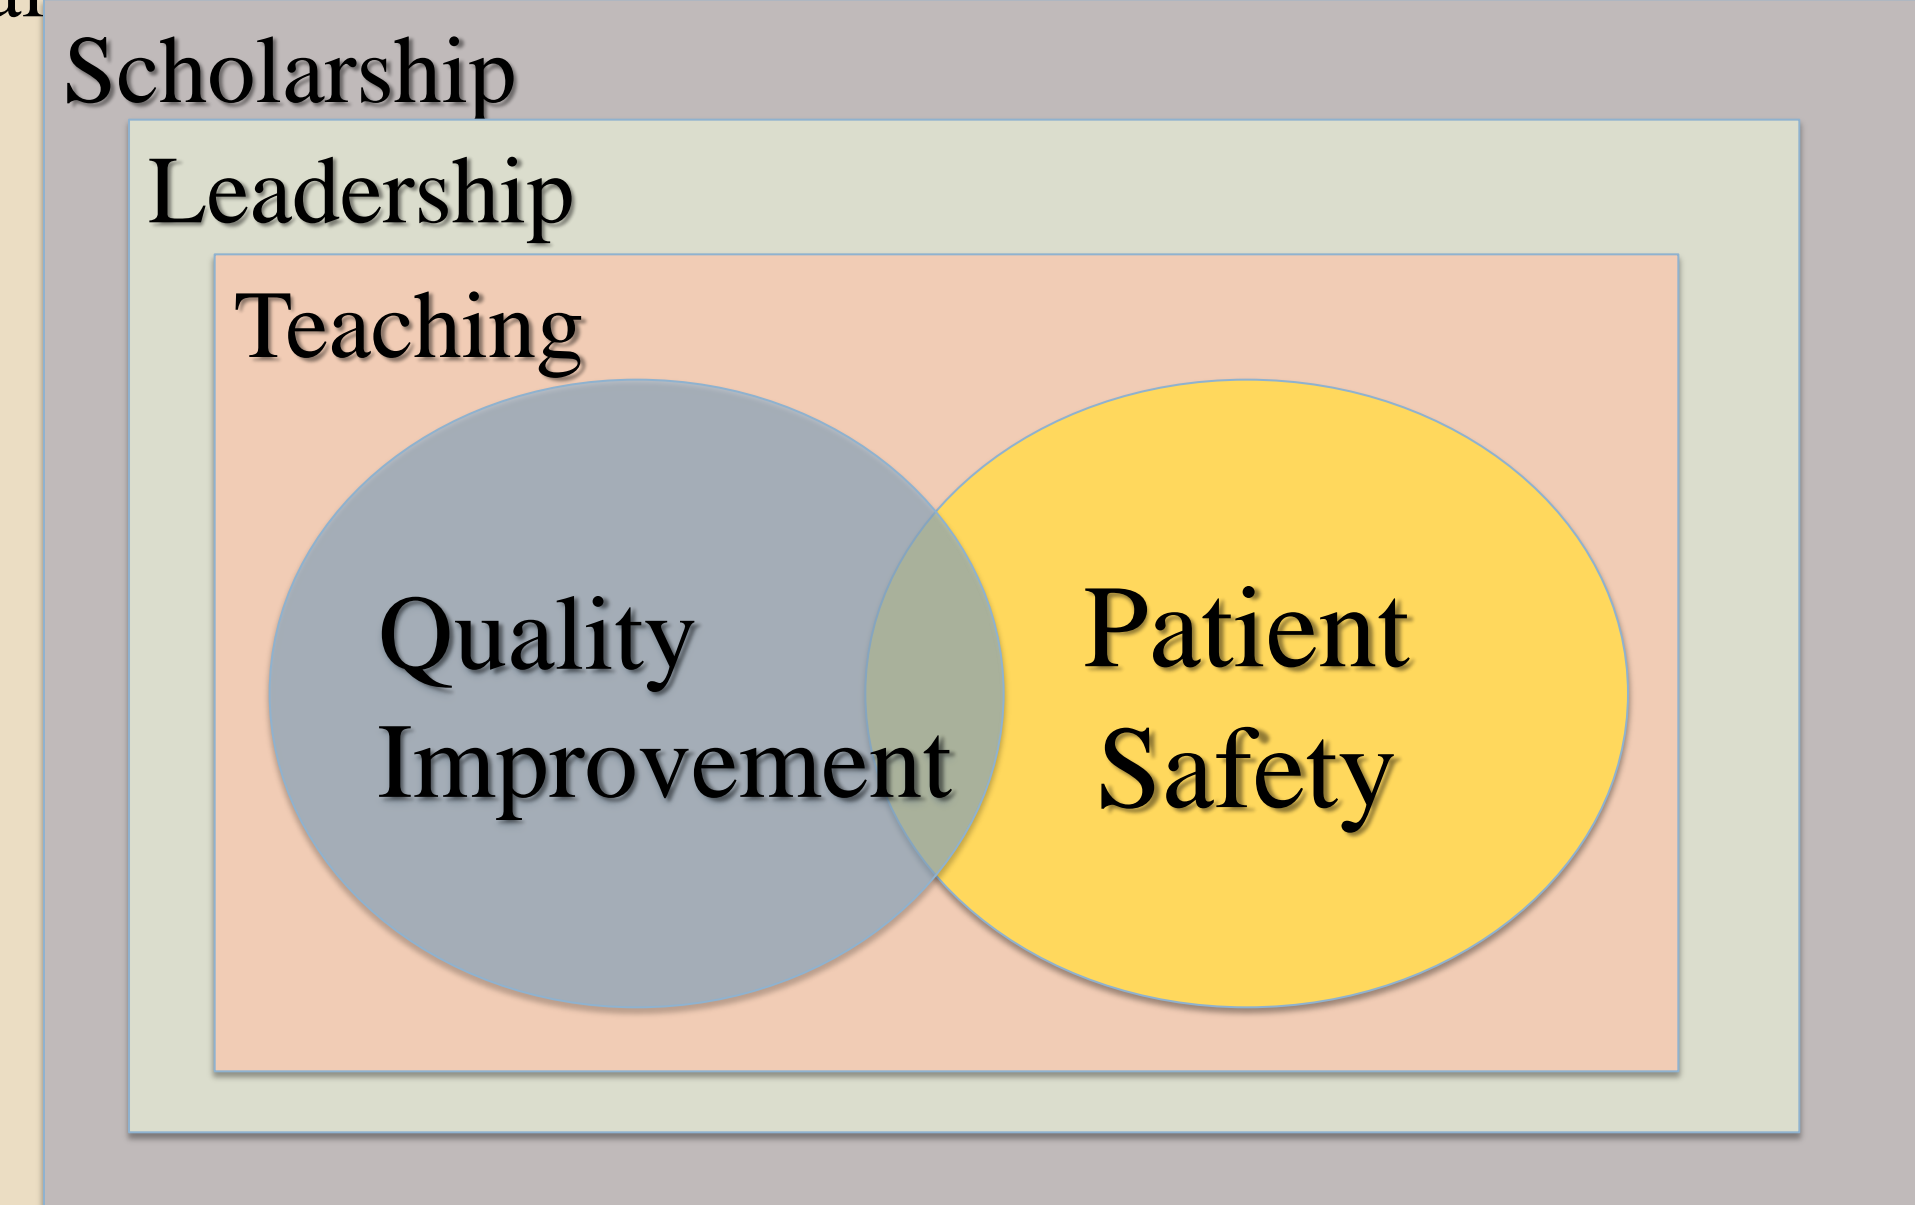 Scholarship
Leadership
Teaching
Quality
Improvement
Patient
Safety